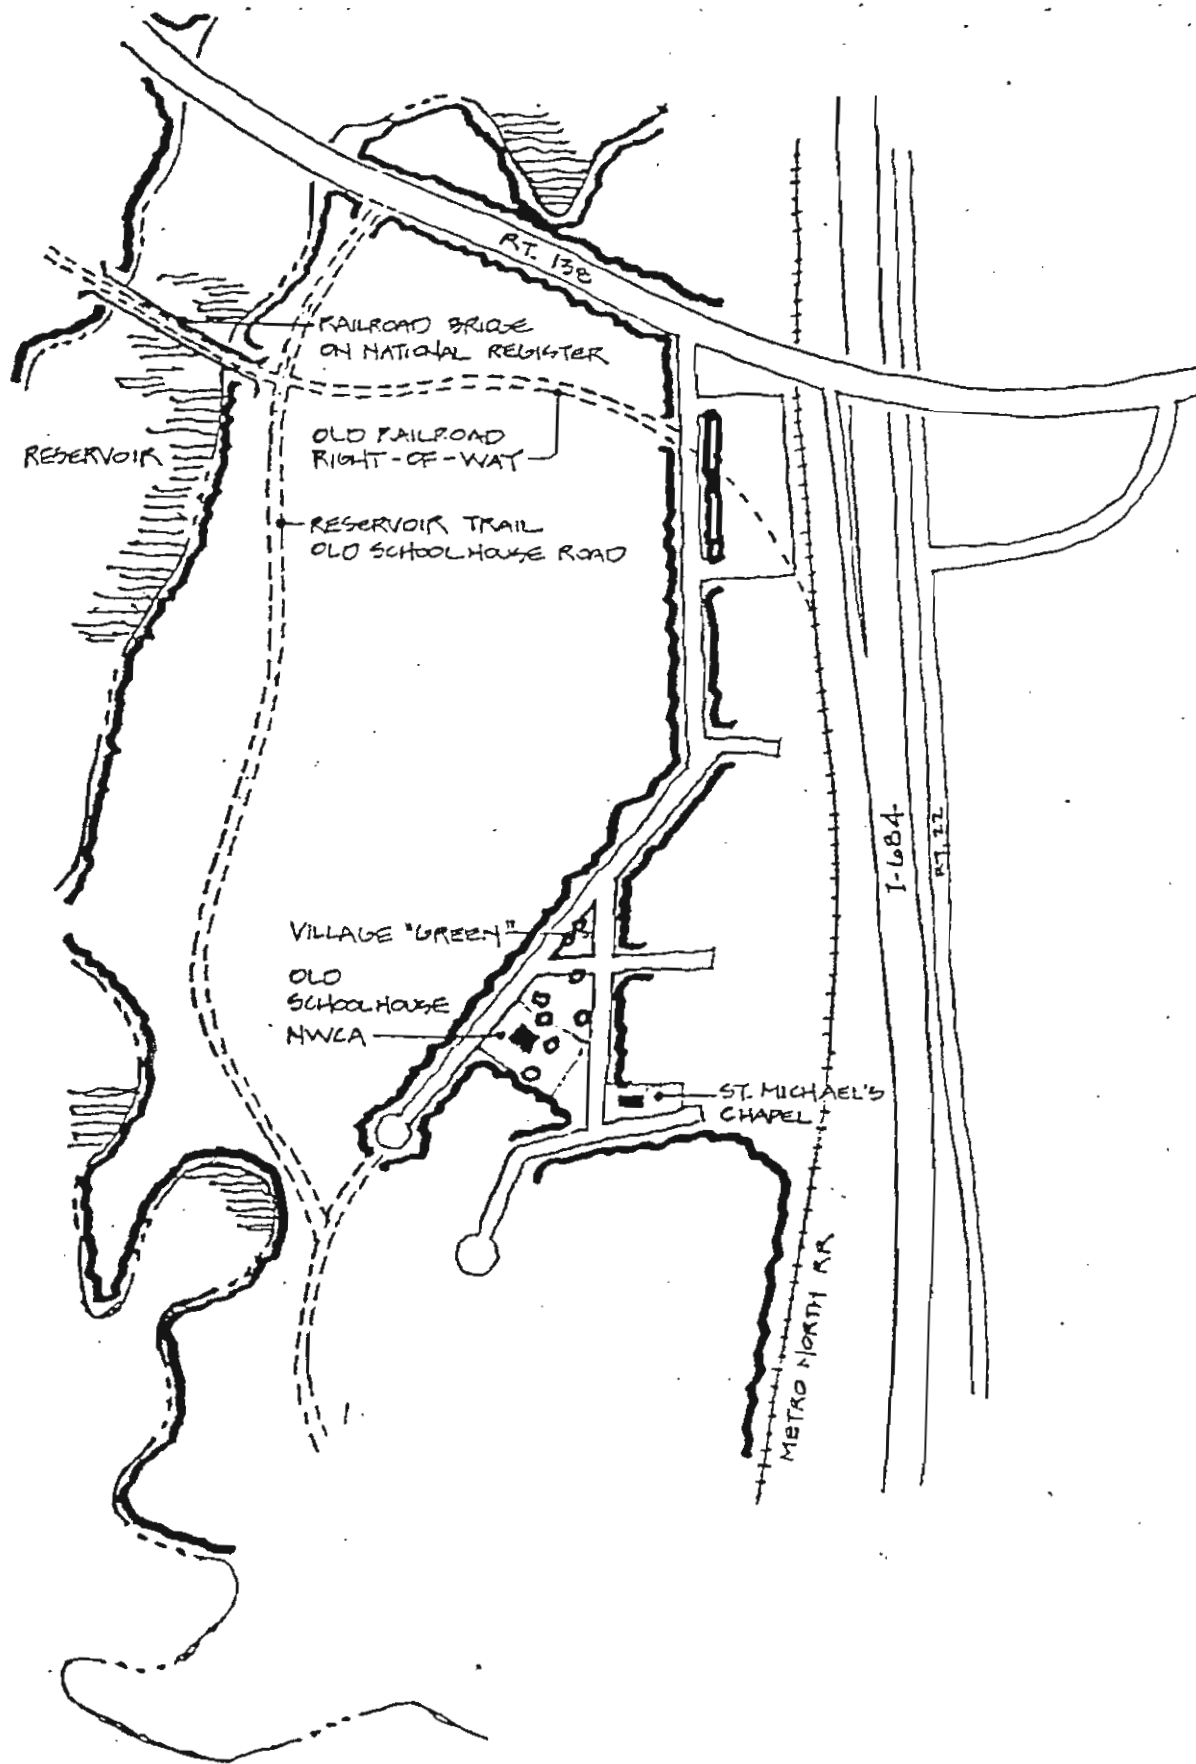 RT. 138
RAILROAD BRIDGE
ON NATIONAL REGISTER
OLD RAILROAD
RIGHT-OF-WAY
RESERVOIR
RESERVOIR TRAIL
OLD SCHOOLHOUSE ROAD
I-684
RT. 22
VILLAGE "GREEN"
OLD
SCHOOLHOUSE
NWCA
ST. MICHAEL'S
CHAPEL
METRO NORTH RR